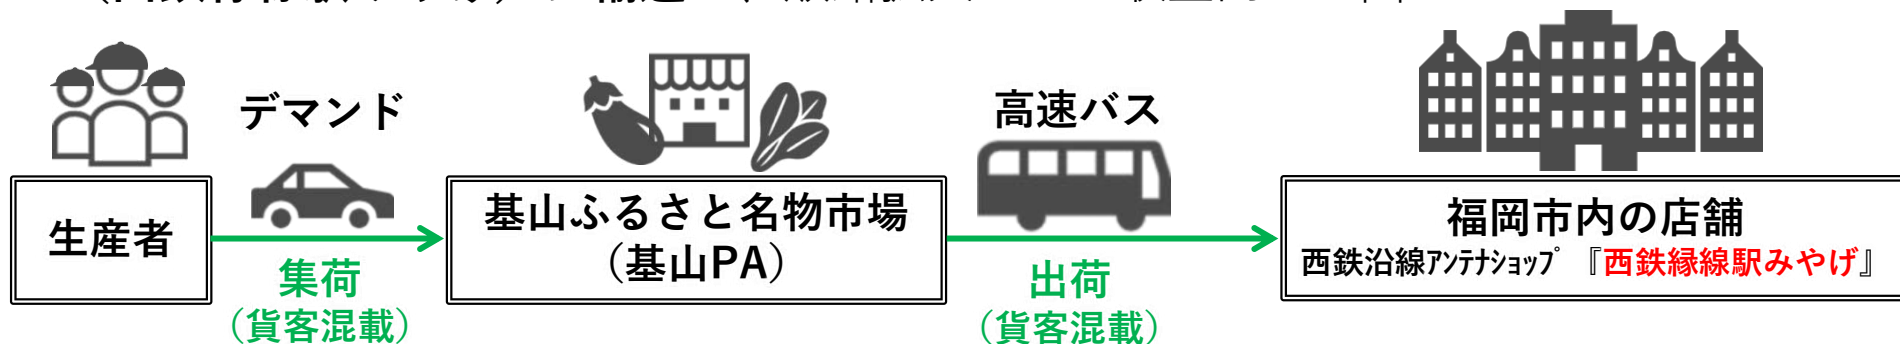 デマンド
高速バス
生産者
基山ふるさと名物市場
（基山PA）
福岡市内の店舗
西鉄沿線ｱﾝﾃﾅｼｮｯﾌﾟ 『西鉄縁線駅みやげ』
集荷
（貨客混載）
出荷
（貨客混載）